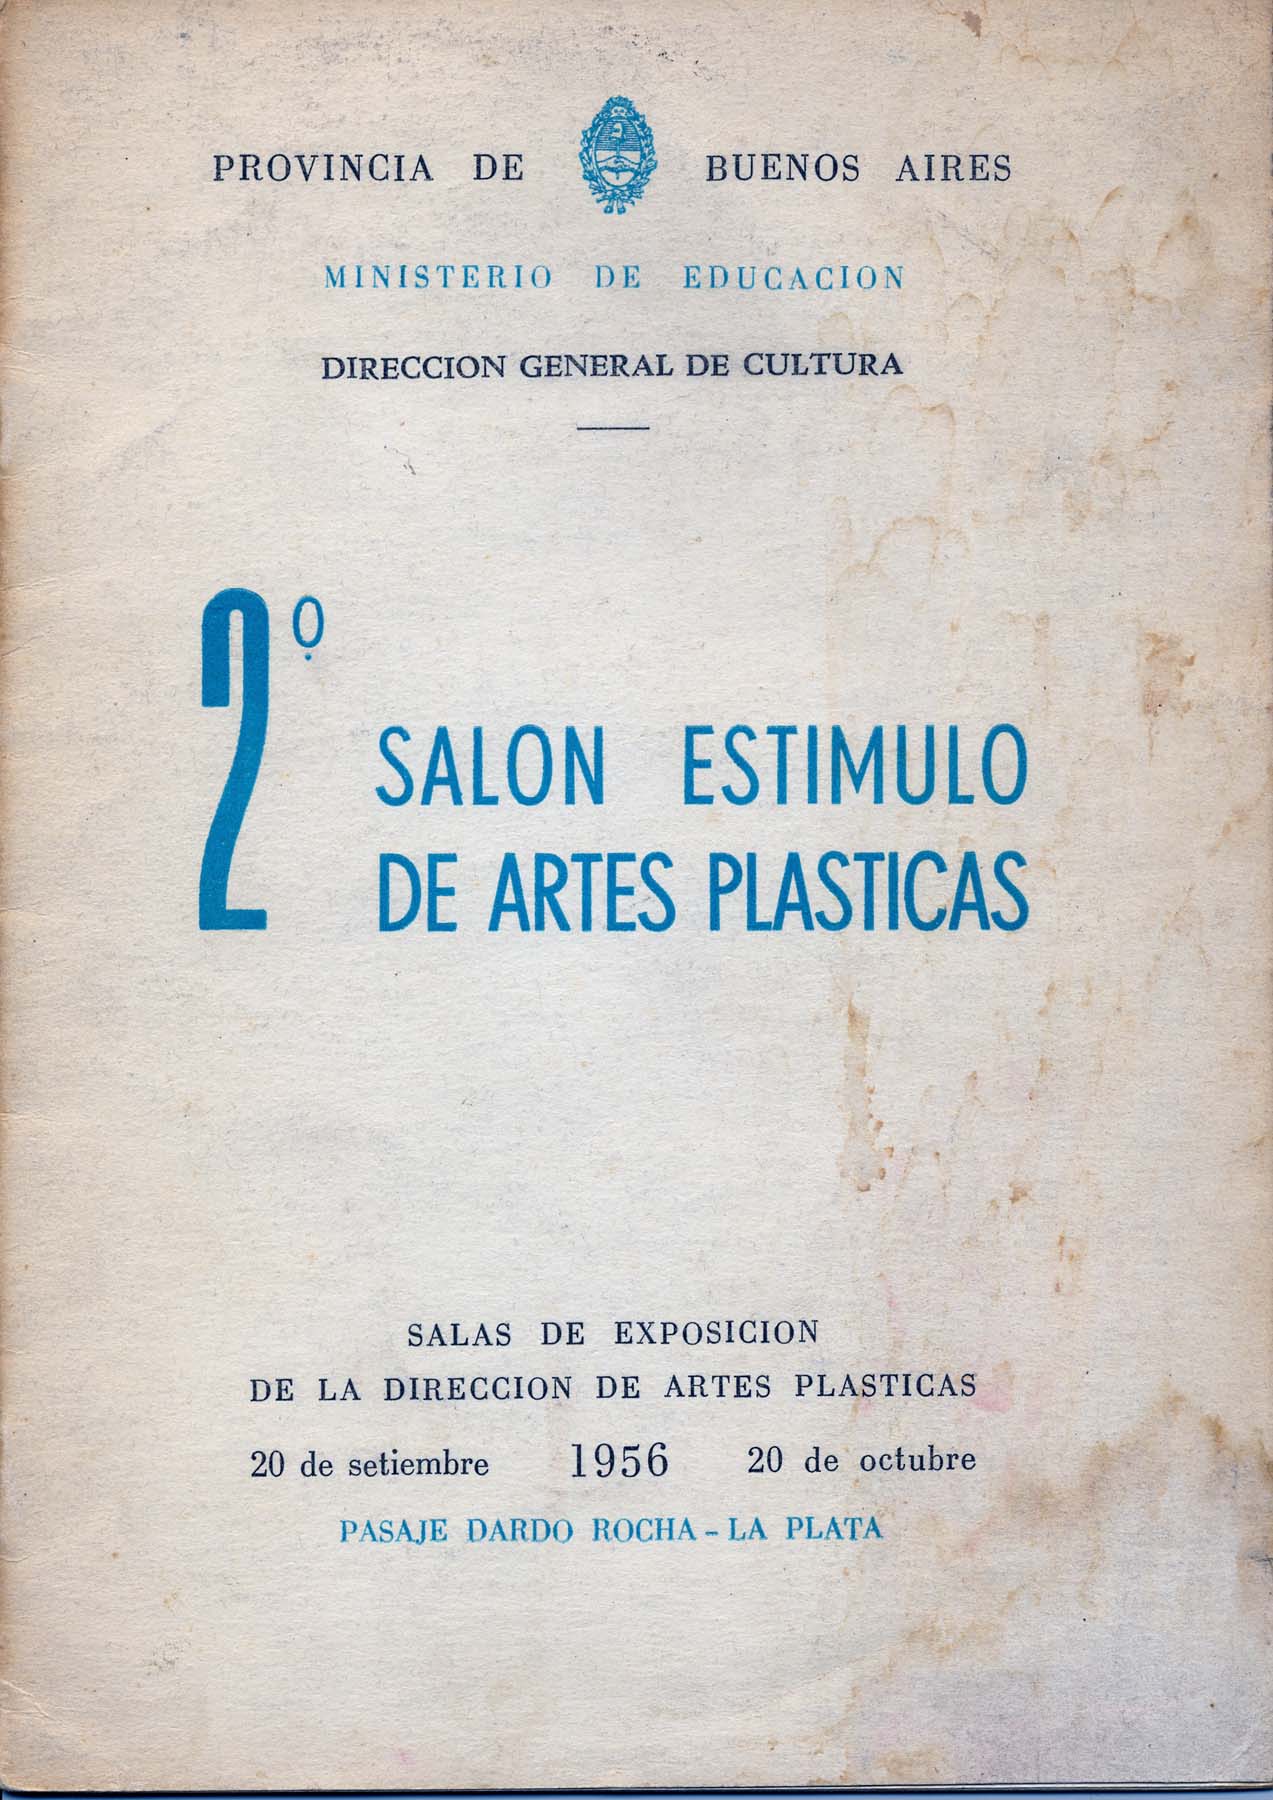 PROVINCIA DE BUENOS AIRES
MINISTERIO DE EDUCACION
DIRECCION GENERAL DE CULTURA
2º SALON ESTIMULO
DE ARTES PLASTICAS
SALAS DE EXPOSICION
DE LA DIRECCION DE ARTES PLASTICAS
20 de setiembre 1956 20 de octubre
PASAJE DARDO ROCHA - LA PLATA